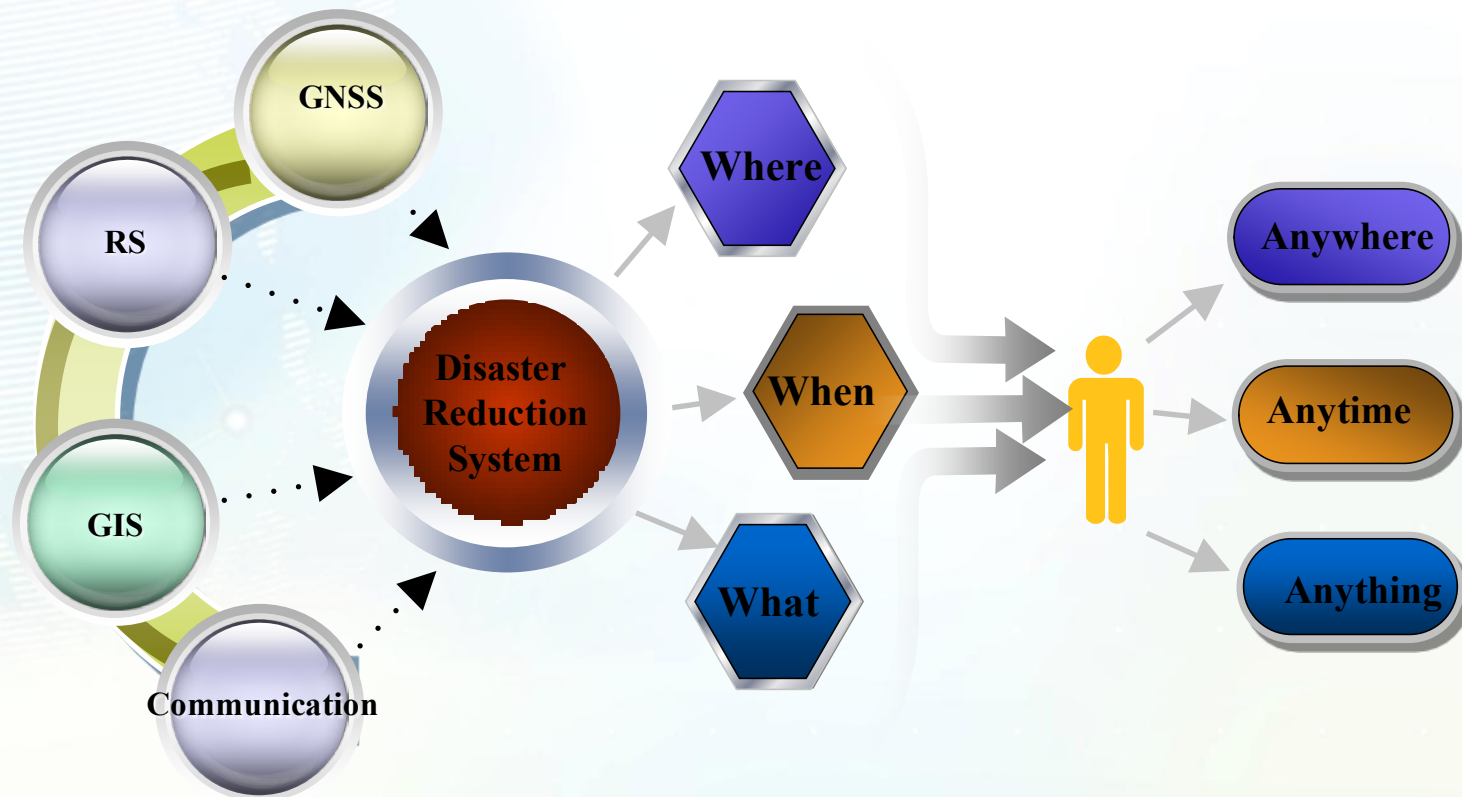 GNSS
RS
GIS
Communication
Disaster
Reduction
System
Where
When
What
Anywhere
Anytime
Anything